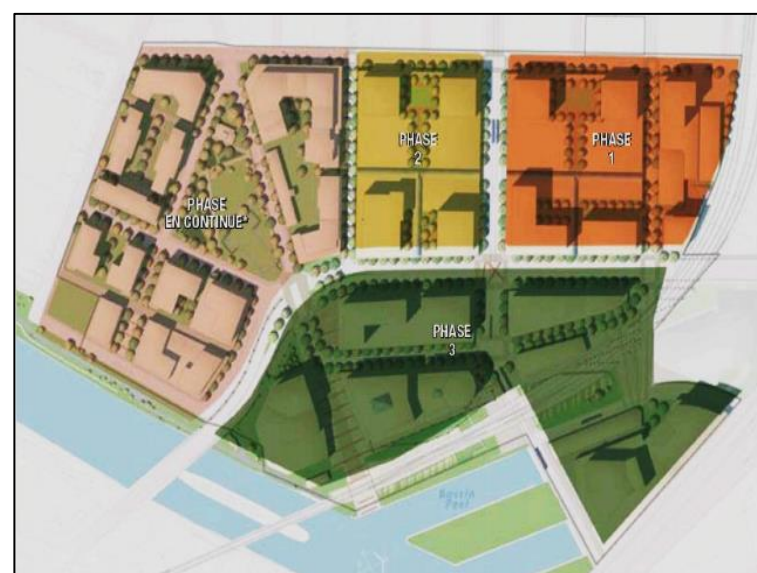 PHASE
2
PHASE
1
PHASE
EN CONTINUE*
PHASE
3
Bassin
Peel